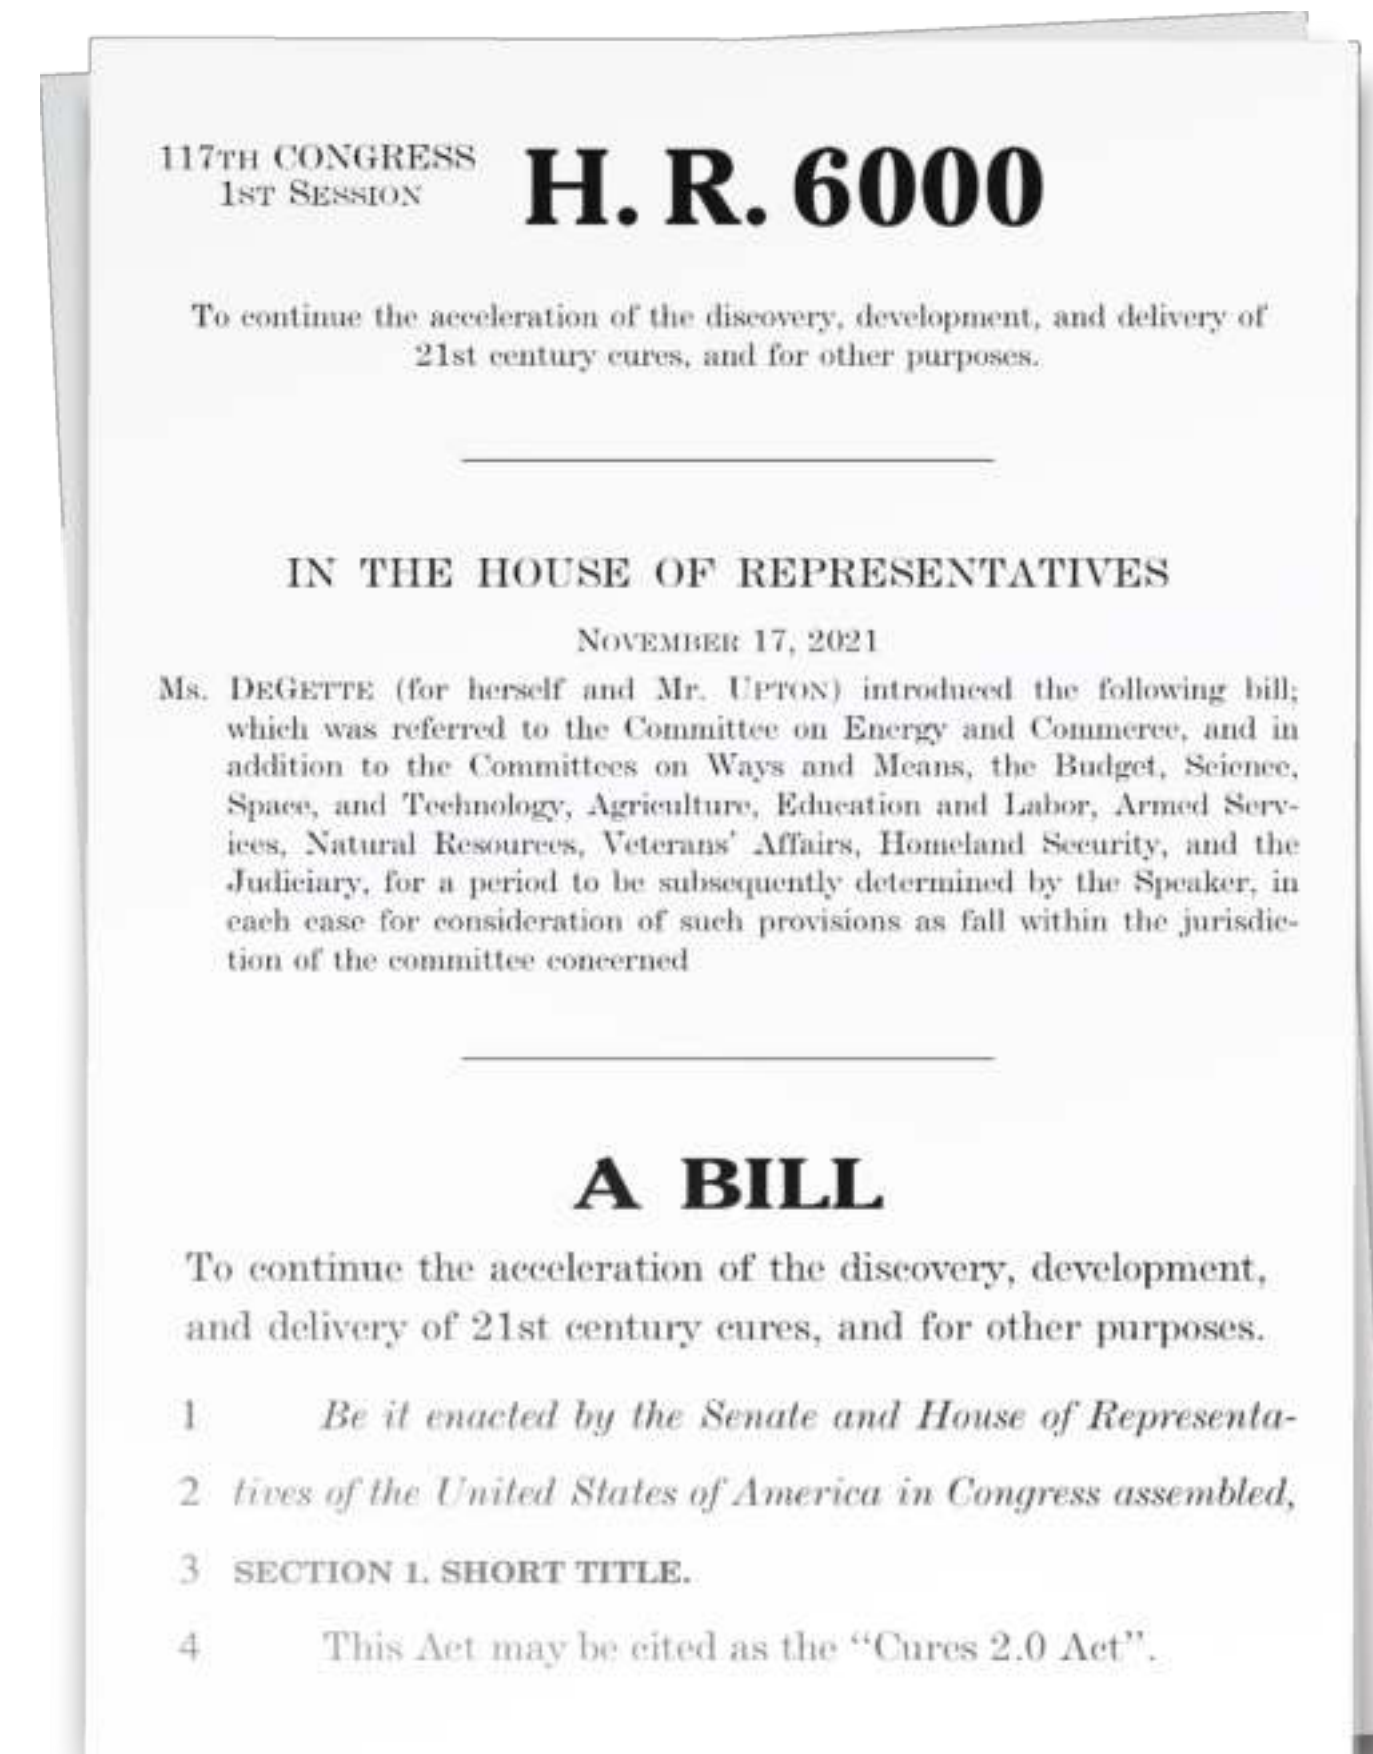 117TH CONGRESS
1ST SESSION
H. R. 6000
To continue the acceleration of the discovery, development, and delivery of
21st century cures, and for other purposes.
IN THE HOUSE OF REPRESENTATIVES
NOVEMBER 17, 2021
Ms. DEGETTE (for herself and Mr. UPTON) introduced the following bill;
which was referred to the Committee on Energy and Commerce, and in
addition to the Committees on Ways and Means, the Budget, Science,
Space, and Technology, Agriculture, Education and Labor, Armed Serv-
ices, Natural Resources, Veterans' Affairs, Homeland Security, and the
Judiciary, for a period to be subsequently determined by the Speaker, in
each case for consideration of such provisions as fall within the jurisdic-
tion of the committee concerned
A BILL
To continue the acceleration of the discovery, development,
and delivery of 21st century cures, and for other purposes.
1 Be it enacted by the Senate and House of Representa-
2 tives of the United States of America in Congress assembled,
3 SECTION 1. SHORT TITLE.
4 This Act may be cited as the “Cures 2.0 Act”.